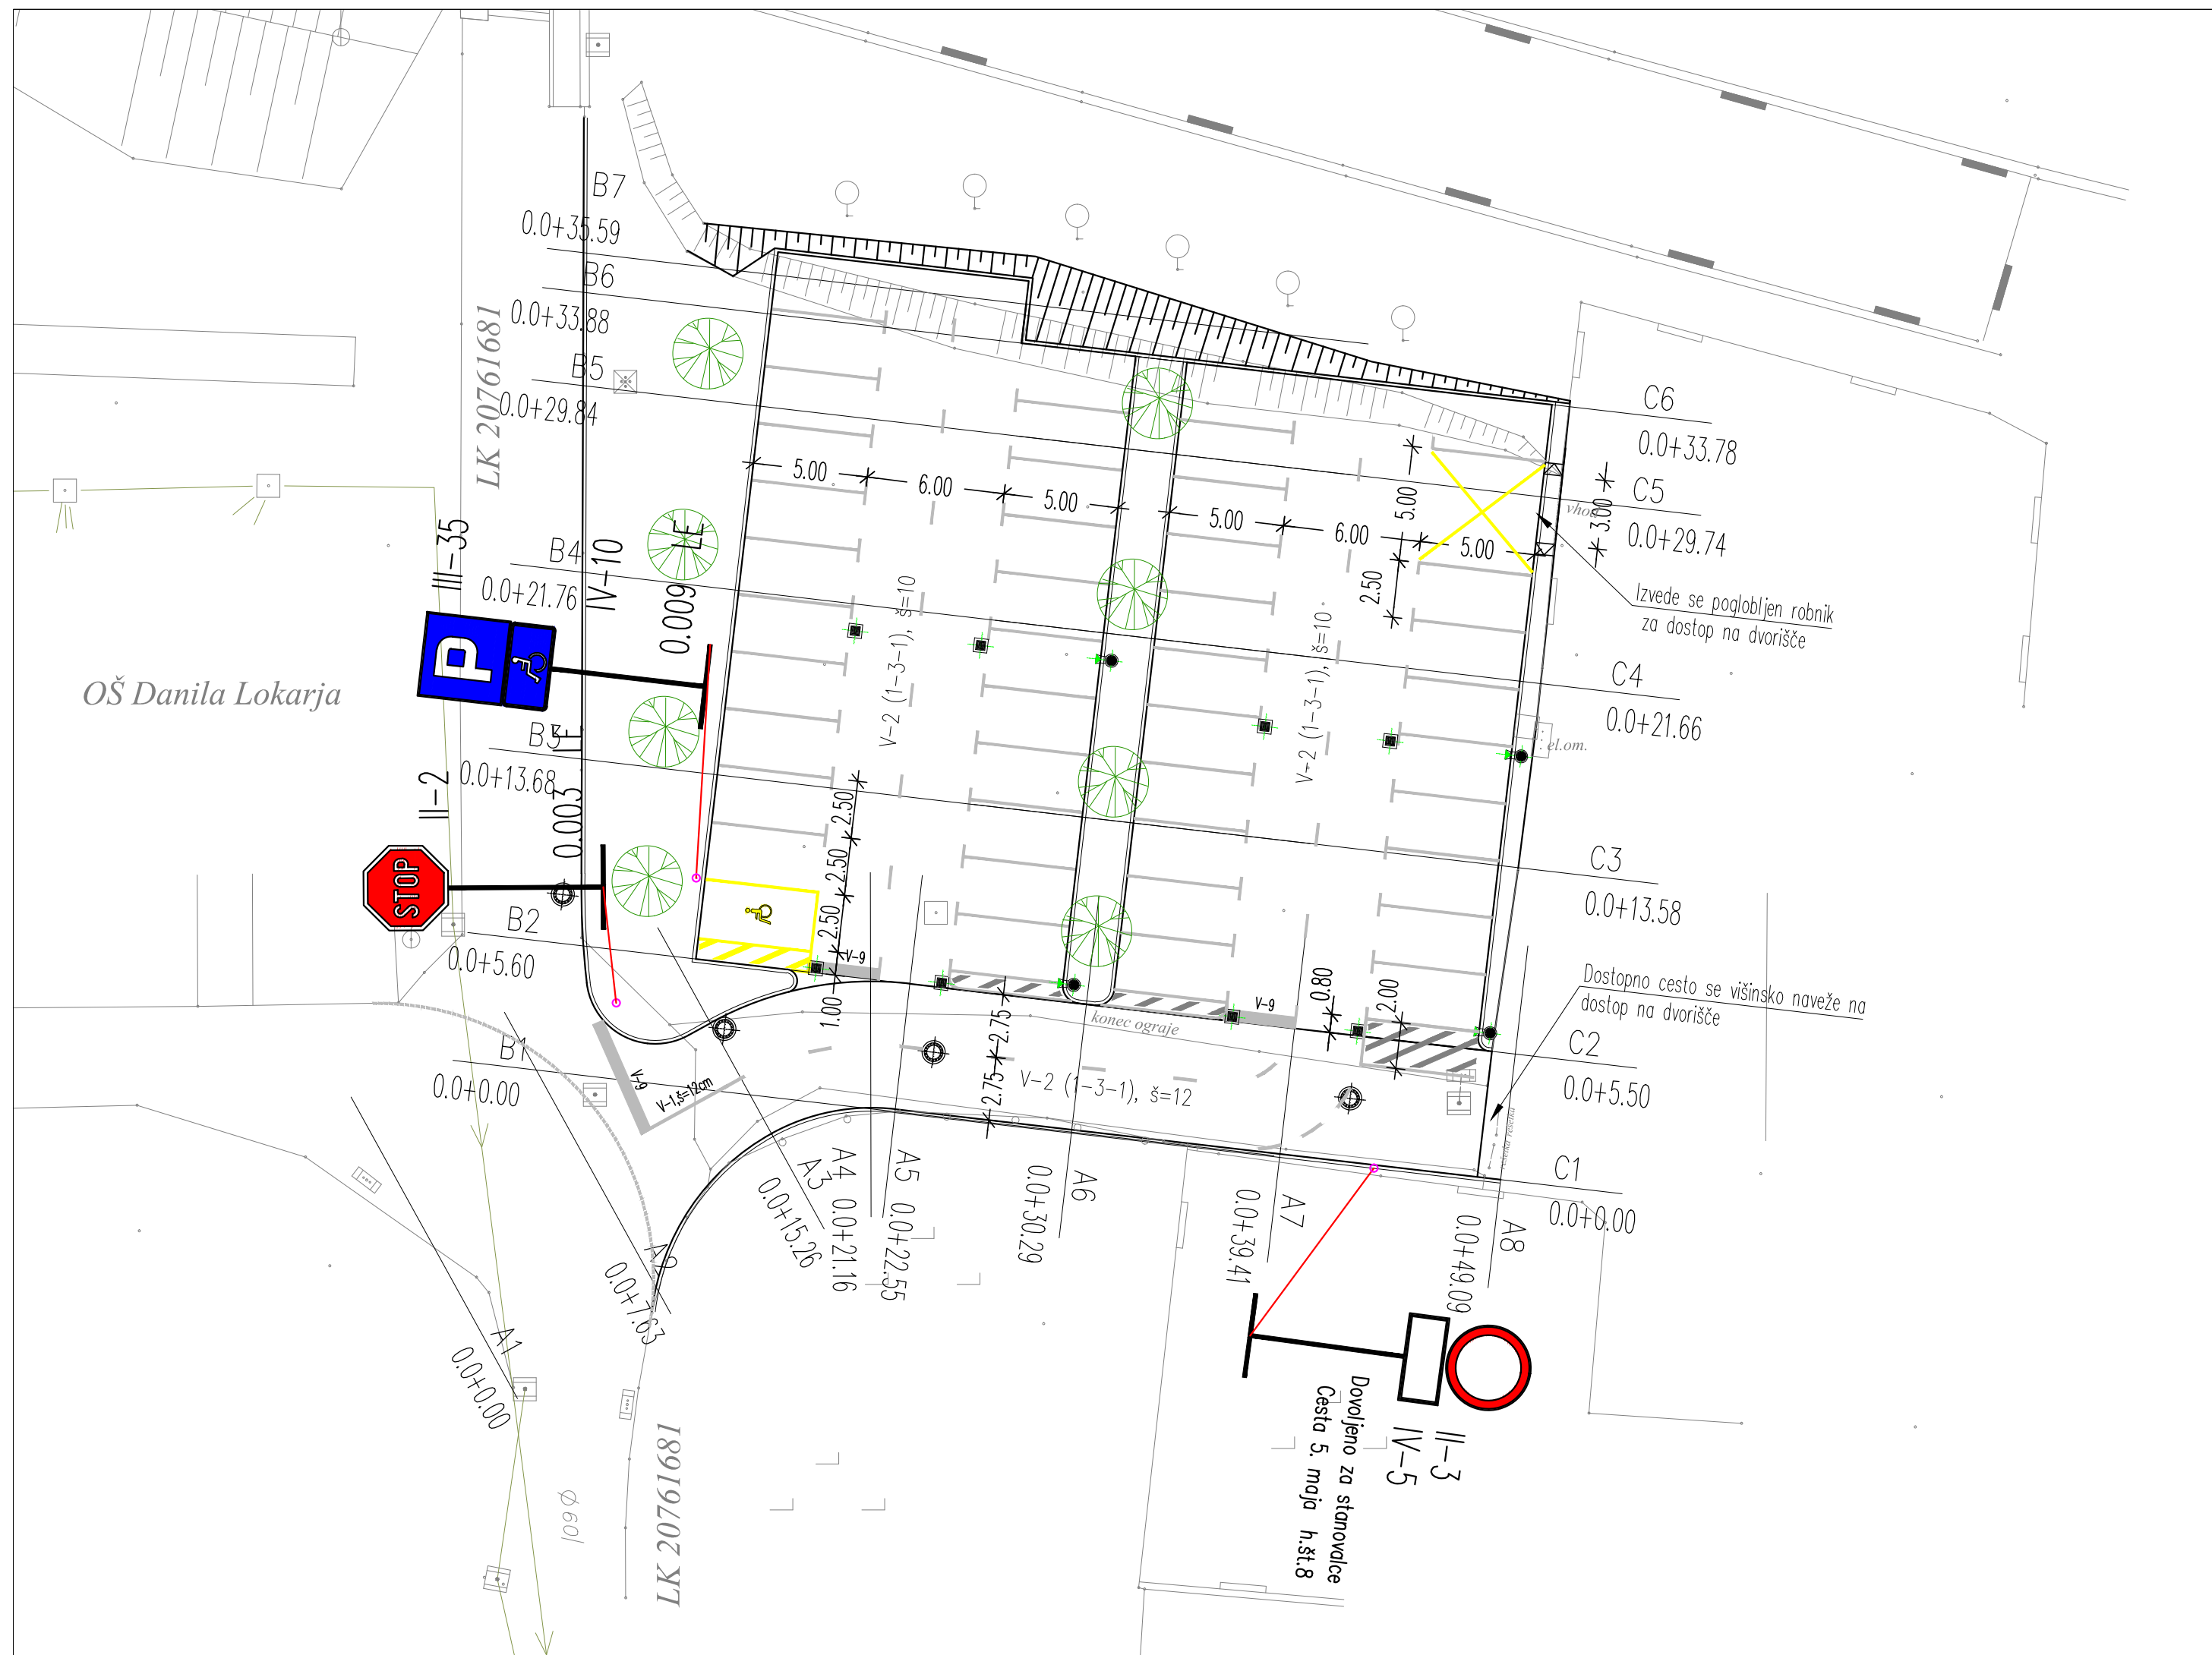 B7
0.0+35.59
B6
0.0+33.88
B5
0.0+29.84
B4
0.0+21.76
B3
0.0+13.68
B2
0.0+5.60
B1
0.0+0.00
LK 20761681
OŠ Danila Lokarja
III-35
IV-10
0.009 LE
P
II-2
0.003 LE
STOP
5.00
6.00
5.00
5.00
6.00
5.00
5.00
2.50
3.00
vhod
V-2 (1-3-1), š=10
V-2 (1-3-1), š=10
2.50
2.50
2.50
1.00
V-9
V-9
V-9
V-1,š=12cm
0.80
2.00
2.75
2.75
V-2 (1-3-1), š=12
konec ograje
el.om.
C6
0.0+33.78
C5
0.0+29.74
Izvede se poglobljen robnik
za dostop na dvorišče
C4
0.0+21.66
C3
0.0+13.58
Dostopno cesto se višinsko naveže na
dostop na dvorišče
C2
0.0+5.50
C1
0.0+0.00
A1
0.0+0.00
A2
0.0+7.63
A3
0.0+15.26
A4 0.0+21.16
A5 0.0+22.55
A6
0.0+30.29
A7
0.0+39.41
A8
0.0+49.09
II-3
IV-5
Dovoljeno za stanovalce
Cesta 5. maja h.št.8
LK 20761681